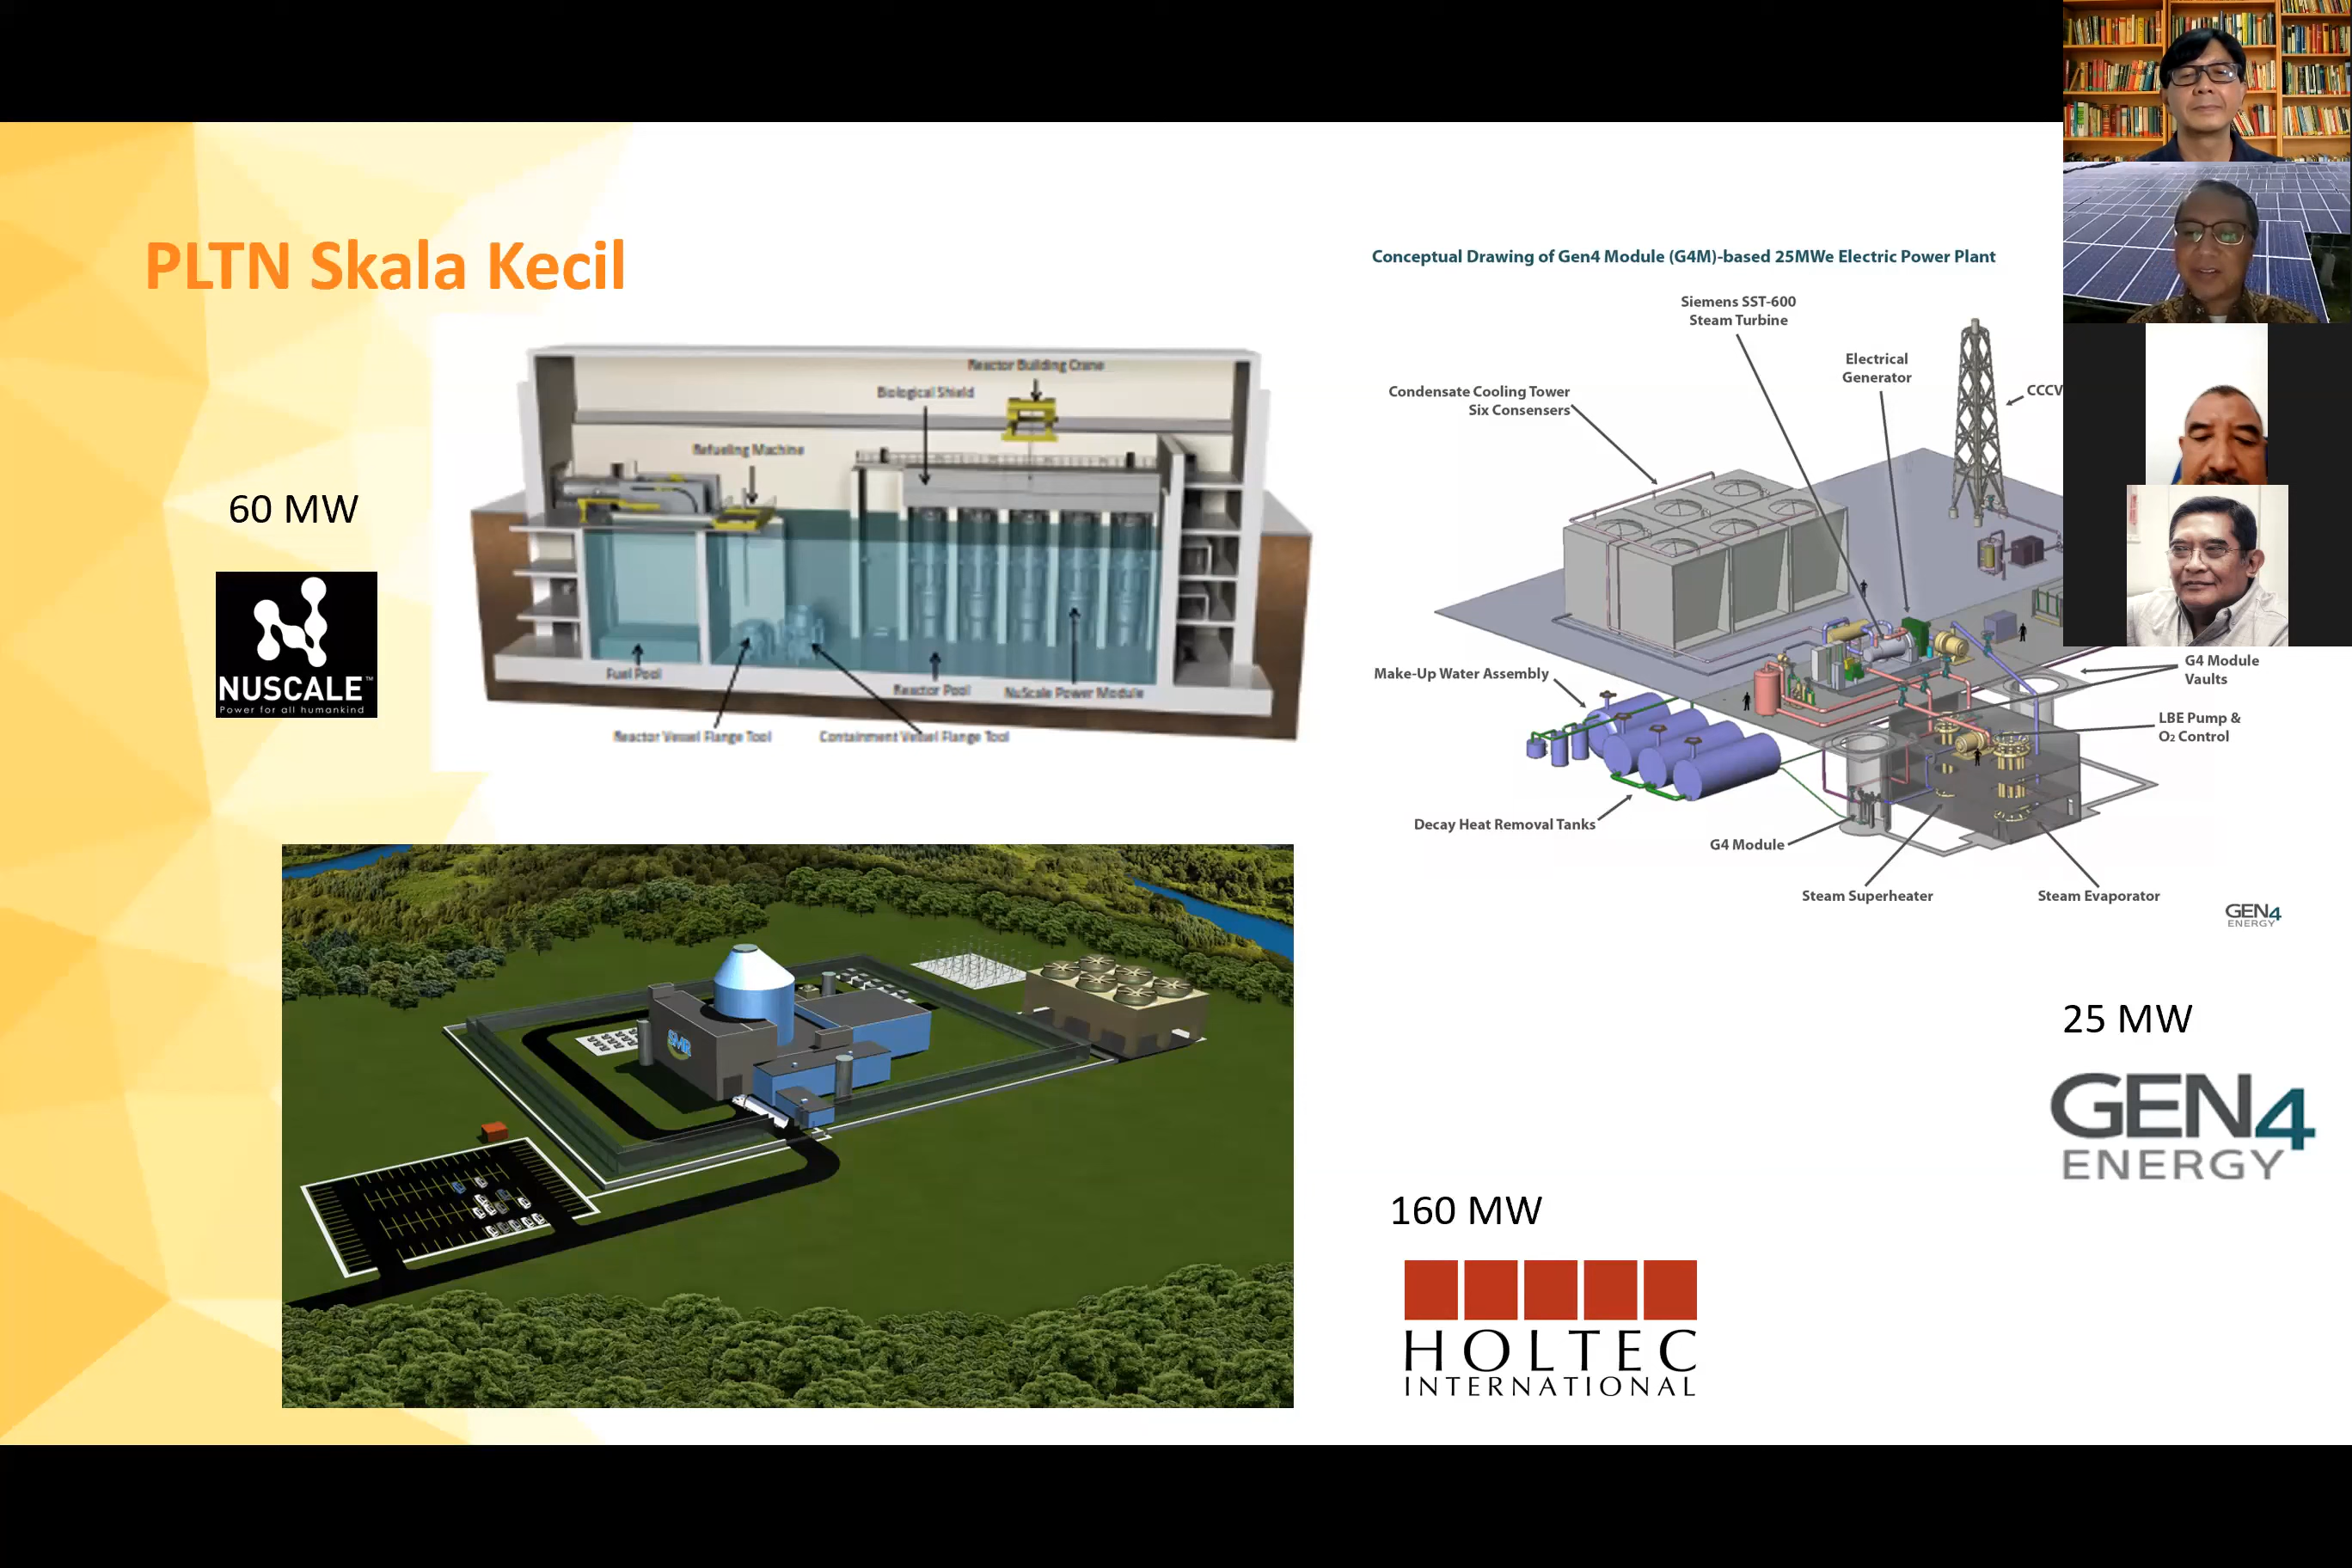 PLTN Skala Kecil
60 MW
NUSCALE™
Power for all humankind
Reactor Building Crane
Biological Shield
Refueling Machine
Fuel Pool
Reactor Pool
NuScale Power Module
Reactor Vessel Flange Tool
Containment Vessel Flange Tool
Conceptual Drawing of Gen4 Module (G4M)-based 25MWe Electric Power Plant
Siemens SST-600
Steam Turbine
Electrical
Generator
Condensate Cooling Tower
Six Consensers
CCCV
Make-Up Water Assembly
G4 Module
Vaults
LBE Pump &
O₂ Control
Decay Heat Removal Tanks
G4 Module
Steam Superheater
Steam Evaporator
GEN4
ENERGY
25 MW
GEN4
ENERGY
SMR
160 MW
HOLTEC
INTERNATIONAL